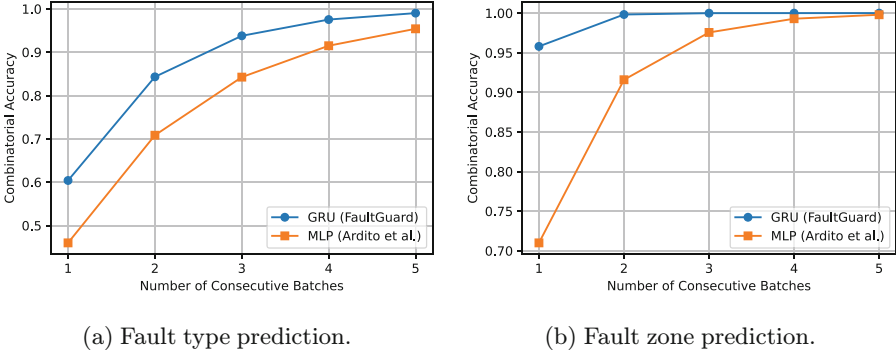 1.0
0.9
0.8
0.7
0.6
0.5
Combinatorial Accuracy
GRU (FaultGuard)
MLP (Ardito et al.)
1 2 3 4 5
Number of Consecutive Batches
(a) Fault type prediction.
1.00
0.95
0.90
0.85
0.80
0.75
0.70
Combinatorial Accuracy
GRU (FaultGuard)
MLP (Ardito et al.)
1 2 3 4 5
Number of Consecutive Batches
(b) Fault zone prediction.